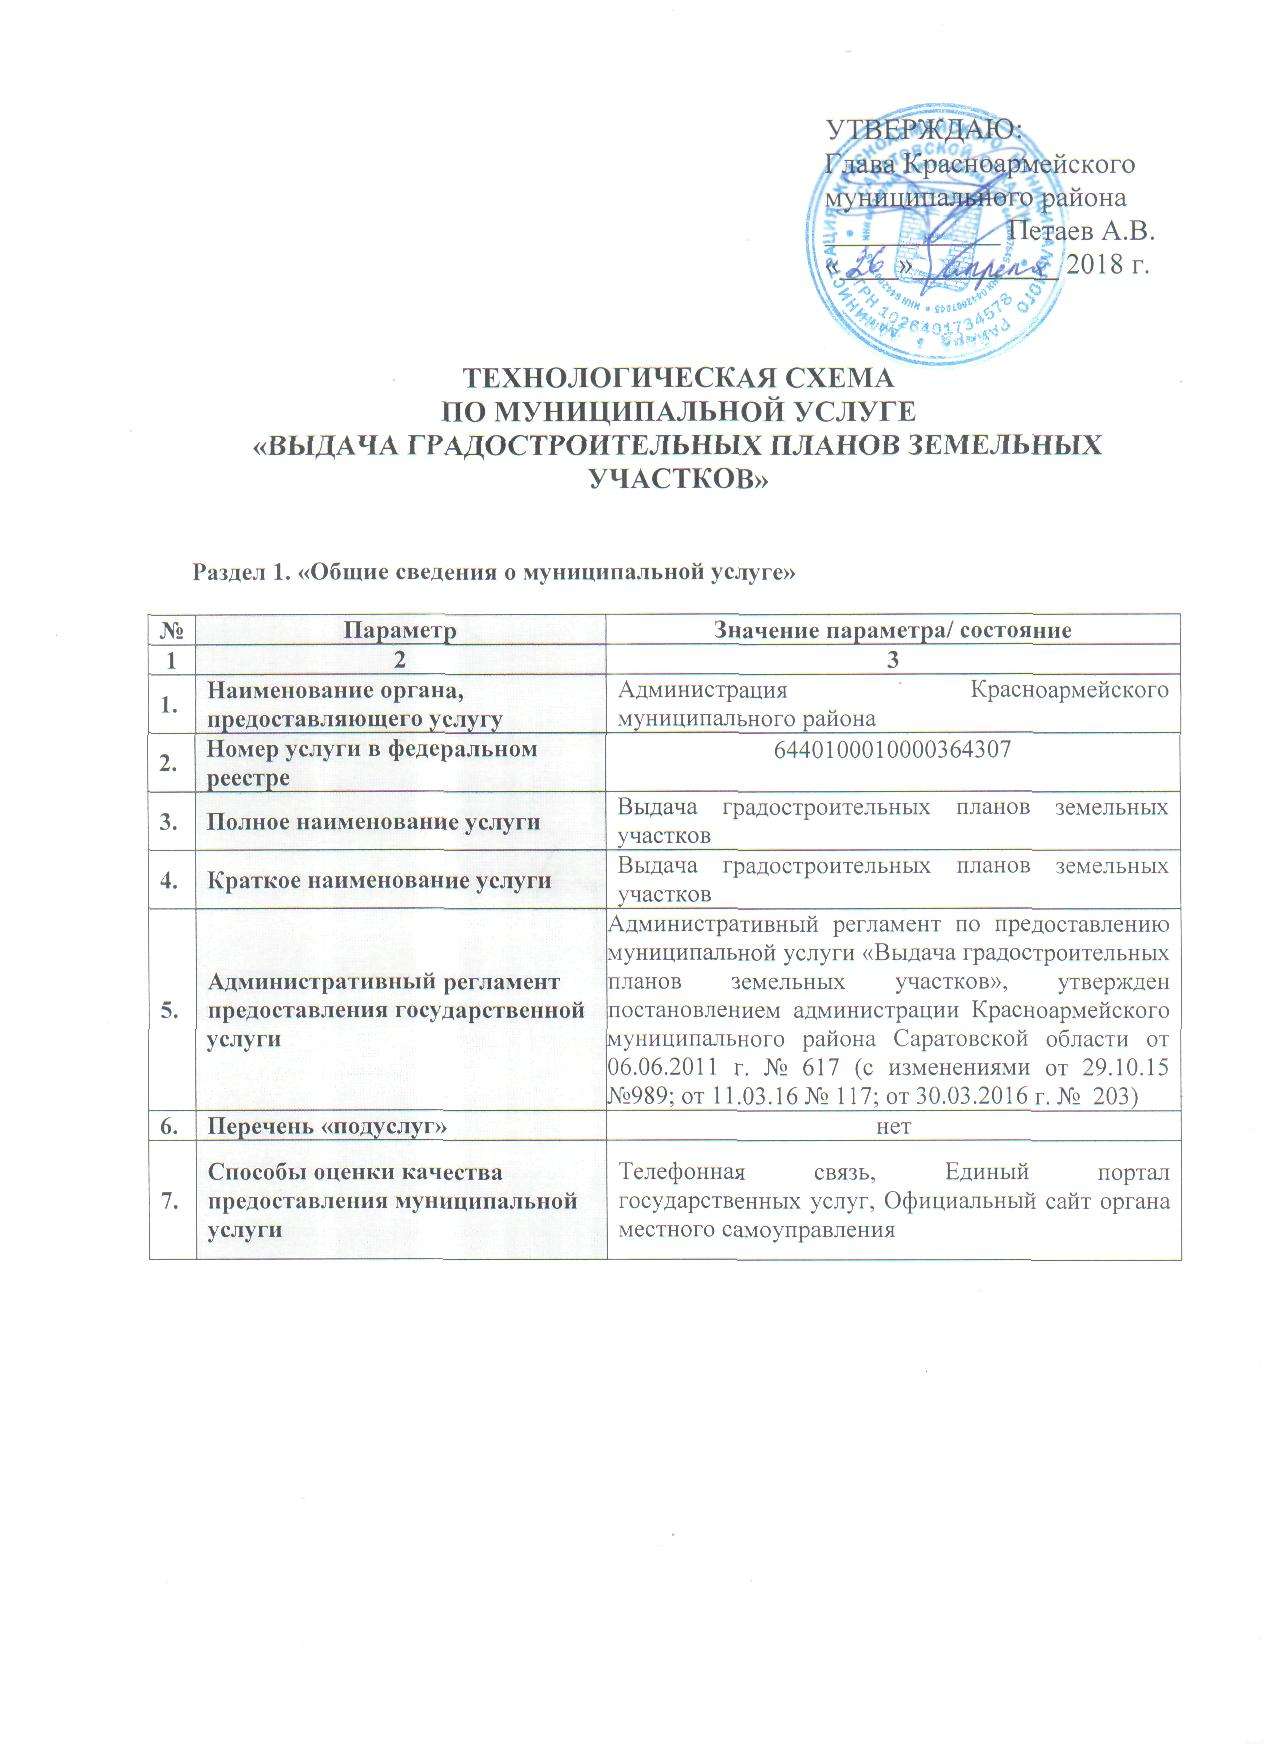 УТВЕРЖДАЮ:
Глава Красноармейского
муниципального района
Петаев А.В.
« 26 » апреля 2018 г.
САРАТОВСКОЙ ОБЛАСТИ
ОГРН 1026401734578
ТЕХНОЛОГИЧЕСКАЯ СХЕМА
ПО МУНИЦИПАЛЬНОЙ УСЛУГЕ
«ВЫДАЧА ГРАДОСТРОИТЕЛЬНЫХ ПЛАНОВ ЗЕМЕЛЬНЫХ
УЧАСТКОВ»
Раздел 1. «Общие сведения о муниципальной услуге»
№ Параметр Значение параметра/ состояние
1 2 3
1. Наименование органа,
предоставляющего услугу
Администрация Красноармейского
муниципального района
2. Номер услуги в федеральном
реестре
6440100010000364307
3. Полное наименование услуги
Выдача градостроительных планов земельных
участков
4. Краткое наименование услуги
Выдача градостроительных планов земельных
участков
5. Административный регламент
предоставления государственной
услуги
Административный регламент по предоставлению
муниципальной услуги «Выдача градостроительных
планов земельных участков», утвержден
постановлением администрации Красноармейского
муниципального района Саратовской области от
06.06.2011 г. № 617 (с изменениями от 29.10.15
№989; от 11.03.16 № 117; от 30.03.2016 г. № 203)
6. Перечень «подуслуг» нет
7. Способы оценки качества
предоставления муниципальной
услуги
Телефонная связь, Единый портал
государственных услуг, Официальный сайт органа
местного самоуправления